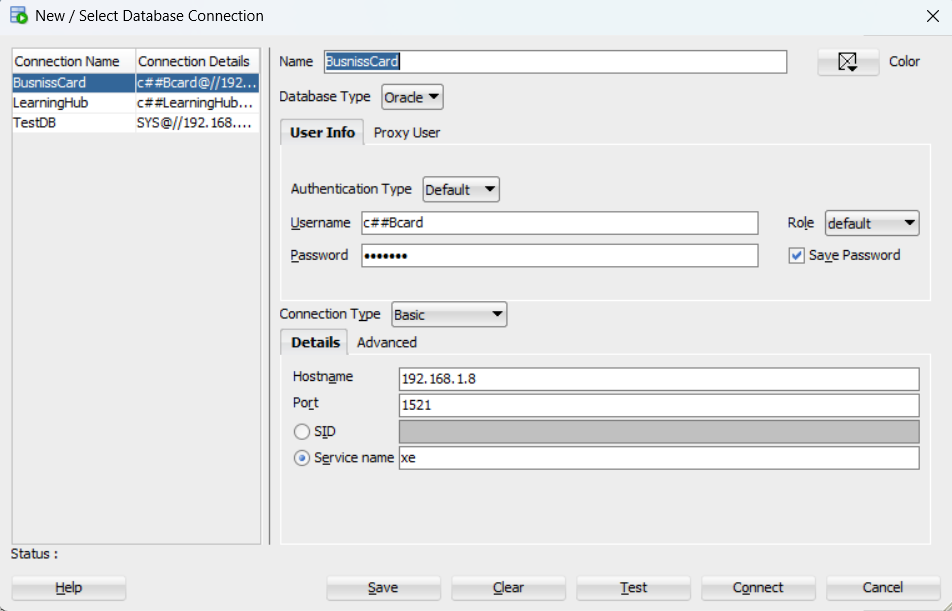 New / Select Database Connection
Connection Name Connection Details
BusnissCard c##Bcard@//192...
LearningHub c##LearningHub...
TestDB SYS@//192.168....
Name BusnissCard Color
Database Type Oracle
User Info Proxy User
Authentication Type Default
Username c##Bcard Role default
Password ••••••• Save Password
Connection Type Basic
Details Advanced
Hostname 192.168.1.8
Port 1521
SID
Service name xe
Status :
Help Save Clear Test Connect Cancel